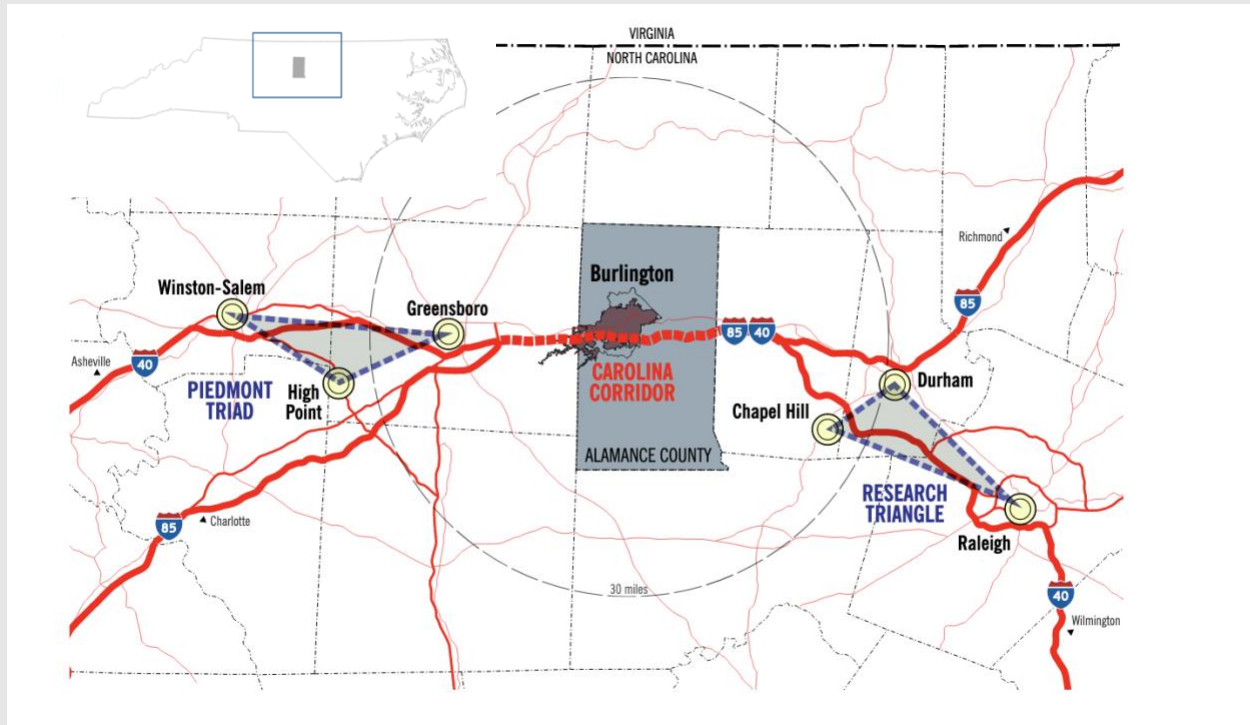 VIRGINIA
NORTH CAROLINA
Richmond
Burlington
Winston-Salem
Greensboro
85
85 40
Asheville
40
PIEDMONT
TRIAD
High
Point
CAROLINA
CORRIDOR
Durham
Chapel Hill
ALAMANCE COUNTY
RESEARCH
TRIANGLE
85
Charlotte
Raleigh
30 miles
40
Wilmington